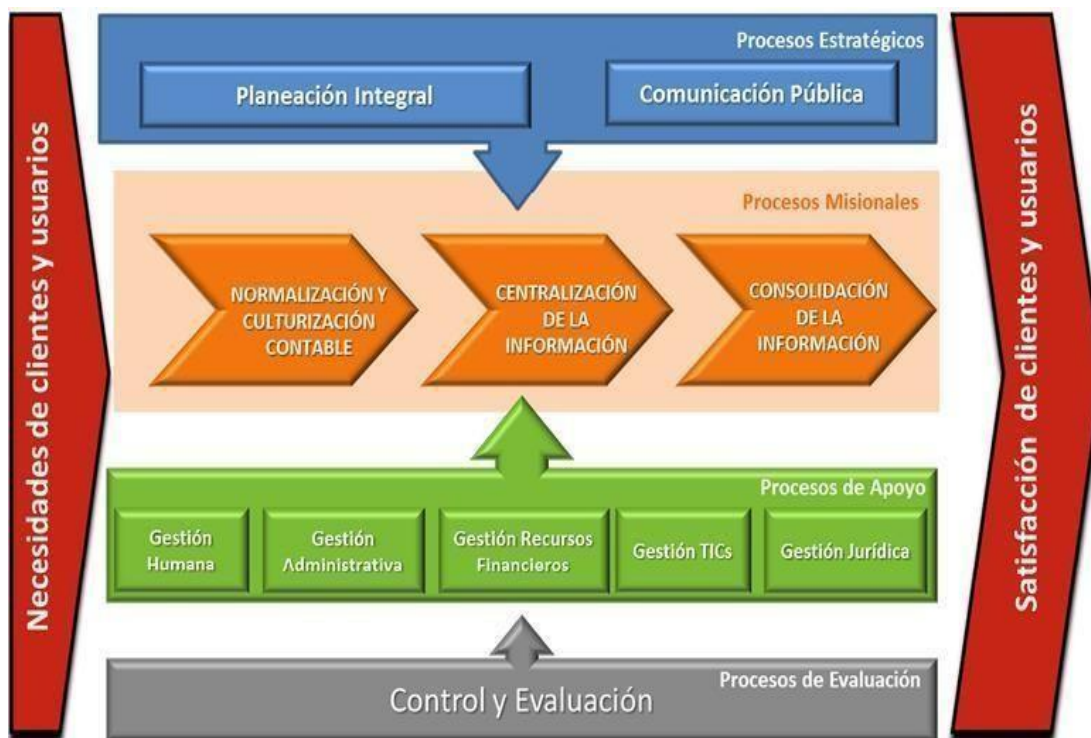 Necesidades de clientes y usuarios
Procesos Estratégicos
Planeación Integral
Comunicación Pública
Procesos Misionales
NORMALIZACIÓN Y
CULTURIZACIÓN
CONTABLE
CENTRALIZACIÓN
DE LA
INFORMACIÓN
CONSOLIDACIÓN
DE LA
INFORMACIÓN
Procesos de Apoyo
Gestión
Humana
Gestión
Administrativa
Gestión Recursos
Financieros
Gestión TICs
Gestión Jurídica
Procesos de Evaluación
Control y Evaluación
Satisfacción de clientes y usuarios